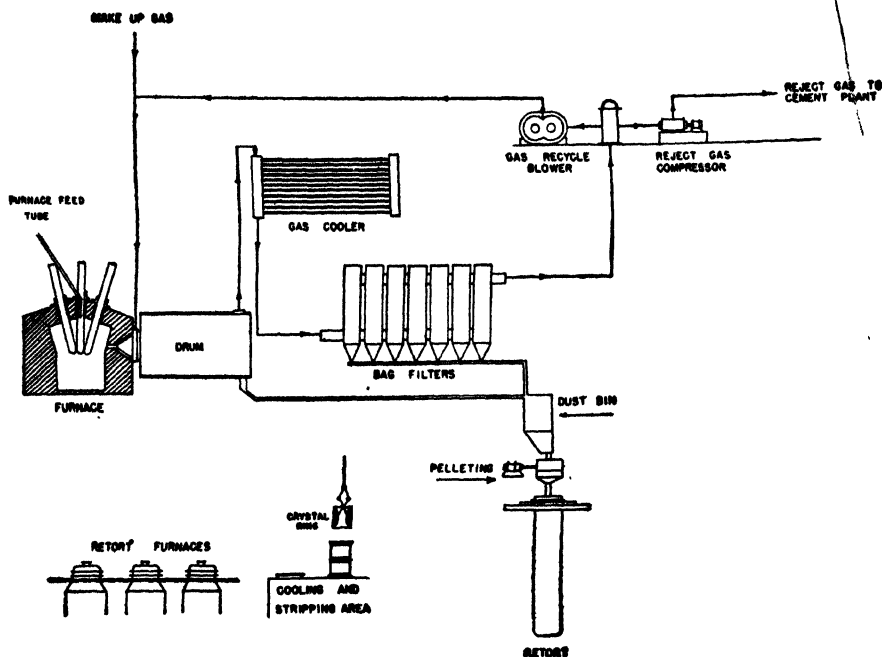 MAKE UP GAS
REJECT GAS TO
CEMENT PLANT
GAS RECYCLE
BLOWER
REJECT GAS
COMPRESSOR
FURNACE FEED
TUBE
GAS COOLER
DRUM
BAG FILTERS
FURNACE
DUST BIN
PELLETING
CRYSTAL
RING
RETORT FURNACES
COOLING AND
STRIPPING AREA
RETORT